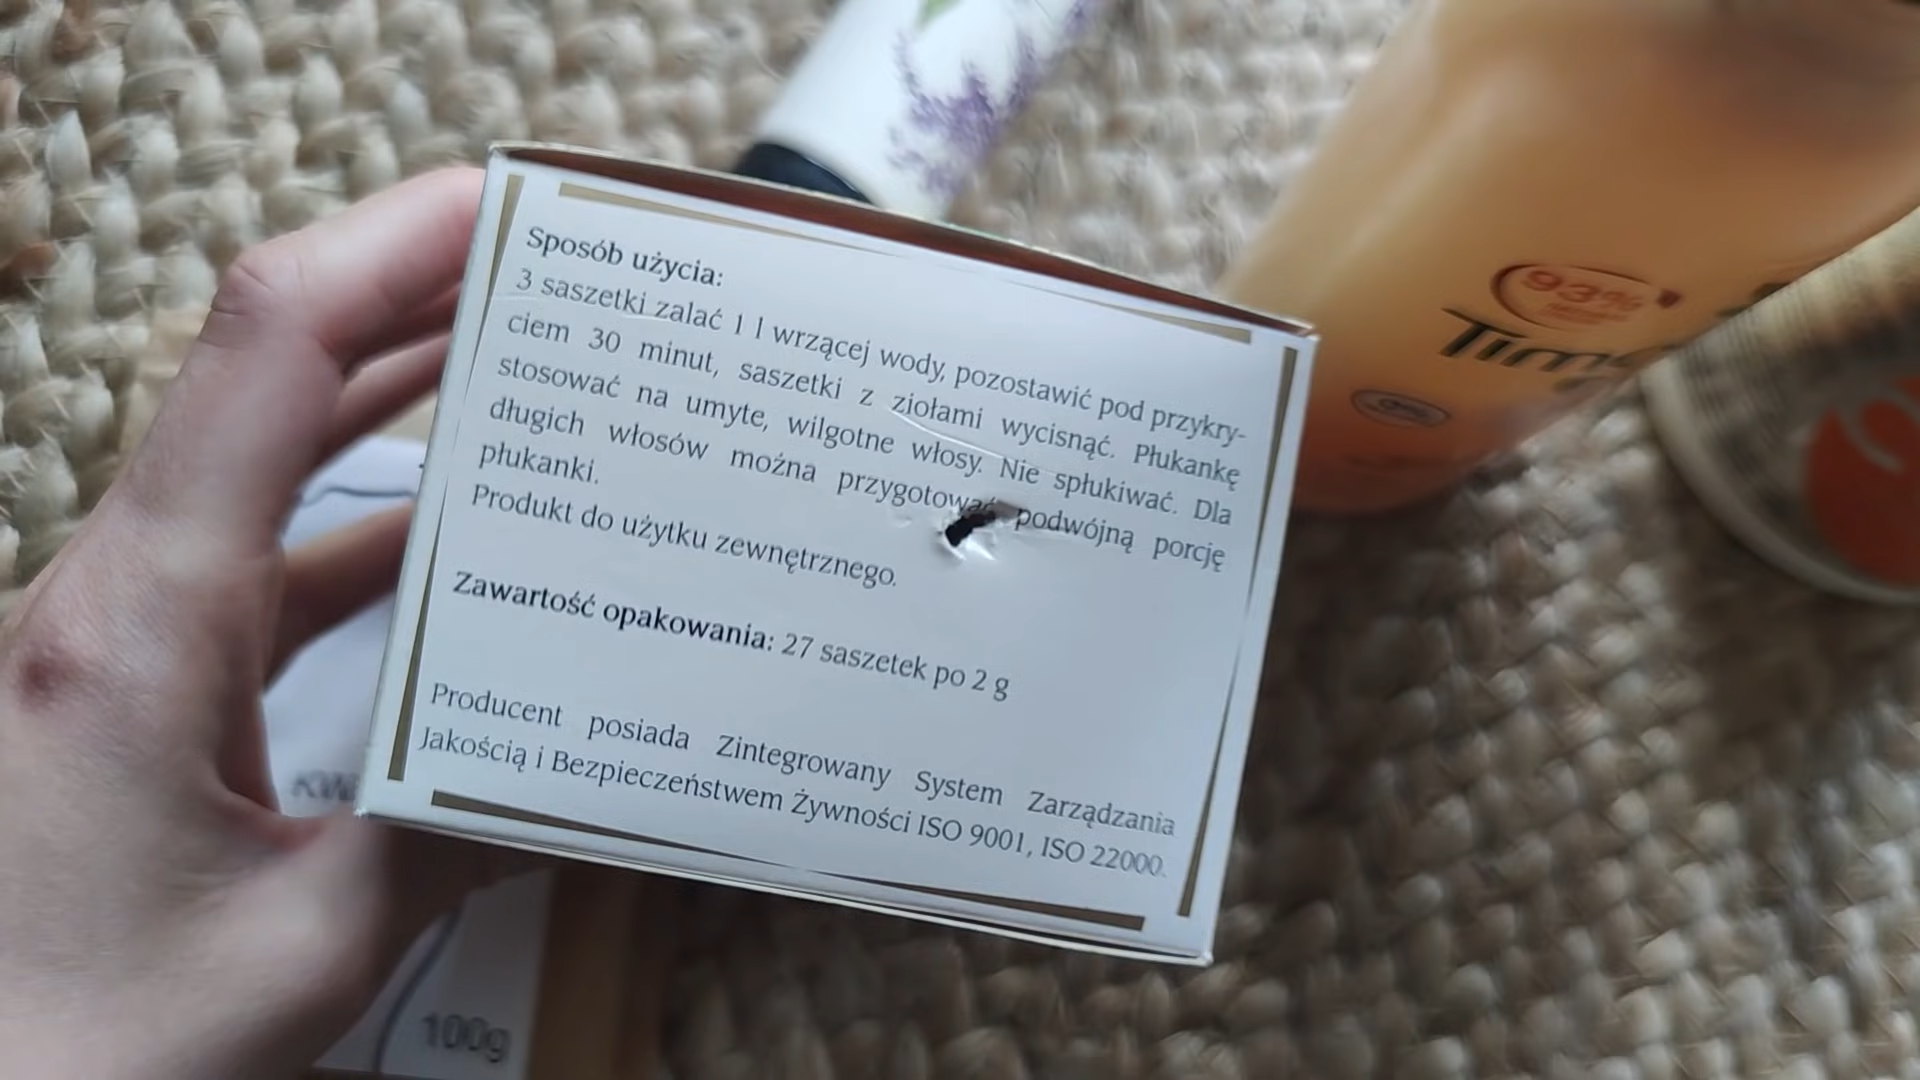 Sposób użycia:
3 saszetki zalać 1 l wrzącej wody, pozostawić pod przykry-
ciem 30 minut, saszetki z ziołami wycisnąć. Płukankę
stosować na umyte, wilgotne włosy. Nie spłukiwać. Dla
długich włosów można przygotować podwójną porcję
płukanki.
Produkt do użytku zewnętrznego.
Zawartość opakowania: 27 saszetek po 2 g
Producent posiada Zintegrowany System Zarządzania
Jakością i Bezpieczeństwem Żywności ISO 9001, ISO 22000.
93%
100g